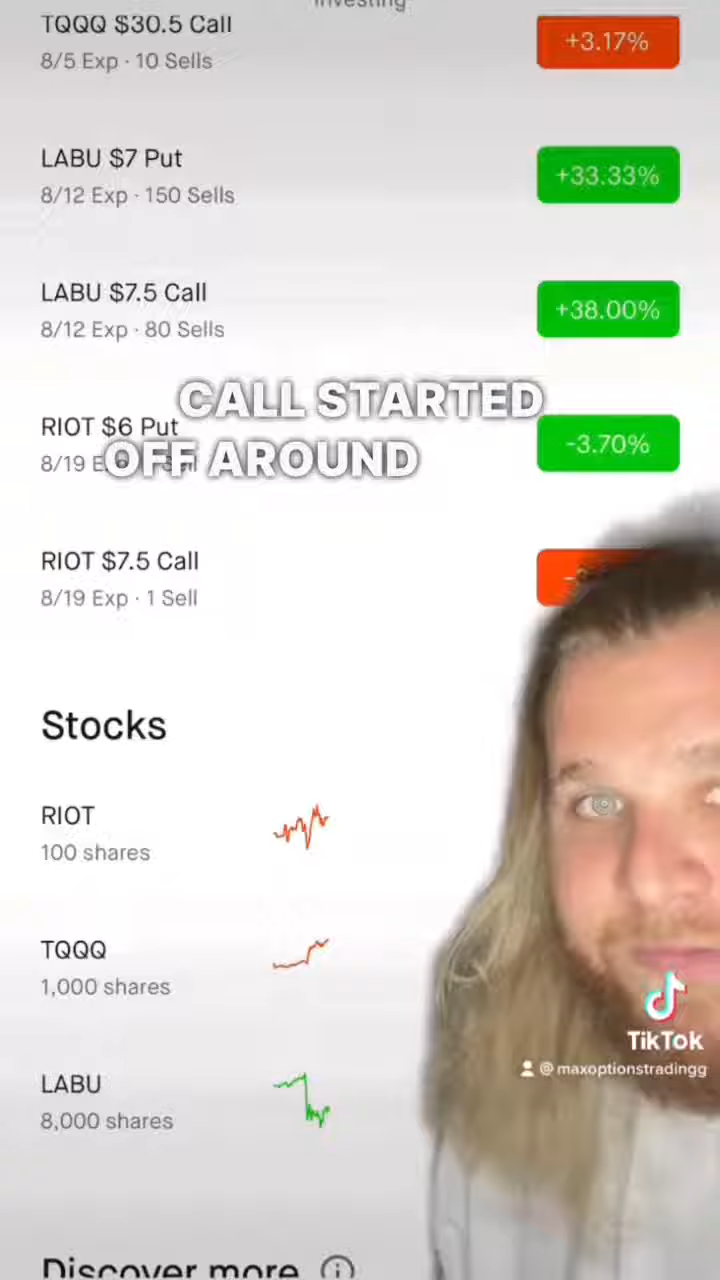 investing
TQQQ $30.5 Call
+3.17%
8/5 Exp · 10 Sells
LABU $7 Put
+33.33%
8/12 Exp · 150 Sells
LABU $7.5 Call
+38.00%
8/12 Exp · 80 Sells
CALL STARTED
OFF AROUND
RIOT $6 Put
-3.70%
8/19
RIOT $7.5 Call
8/19 Exp · 1 Sell
Stocks
RIOT
100 shares
TQQQ
1,000 shares
TikTok
@maxoptionstradingg
LABU
8,000 shares
Discover more